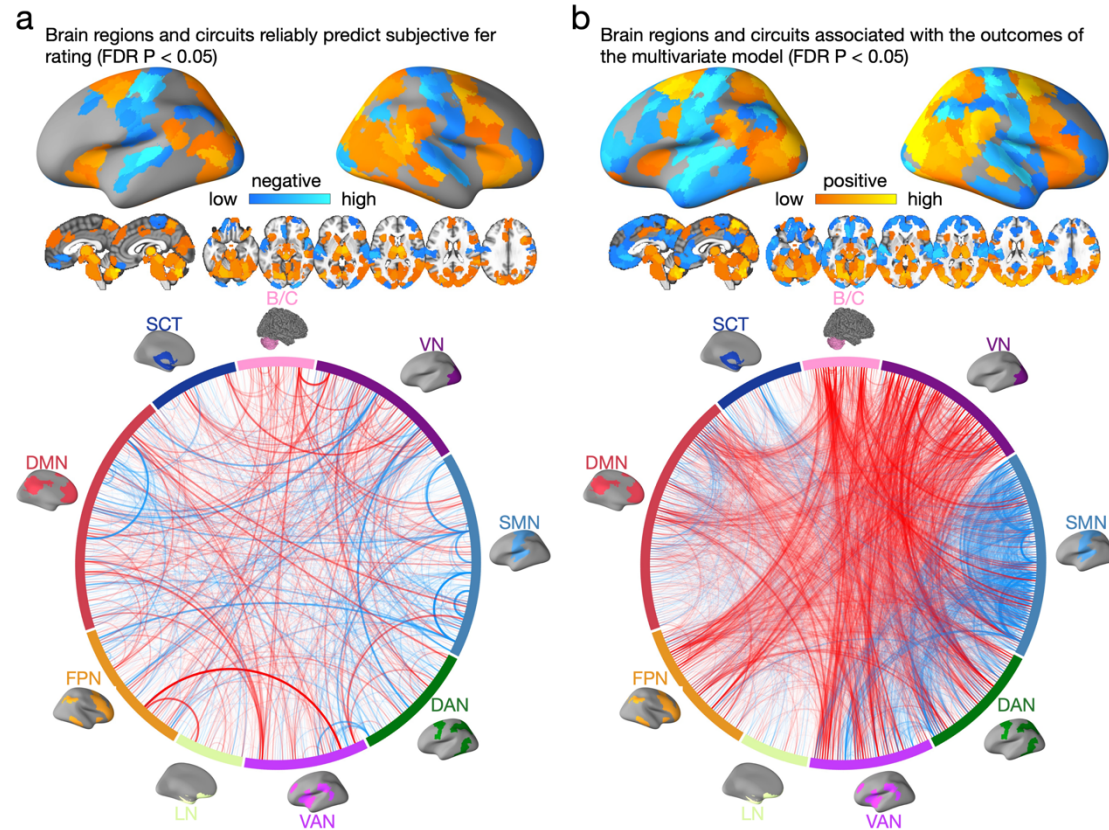 a
Brain regions and circuits reliably predict subjective fer
rating (FDR P < 0.05)
negative
low high
B/C
SCT
VN
DMN
SMN
FPN
DAN
LN
VAN
b
Brain regions and circuits associated with the outcomes of
the multivariate model (FDR P < 0.05)
positive
low high
B/C
SCT
VN
DMN
SMN
FPN
DAN
LN
VAN